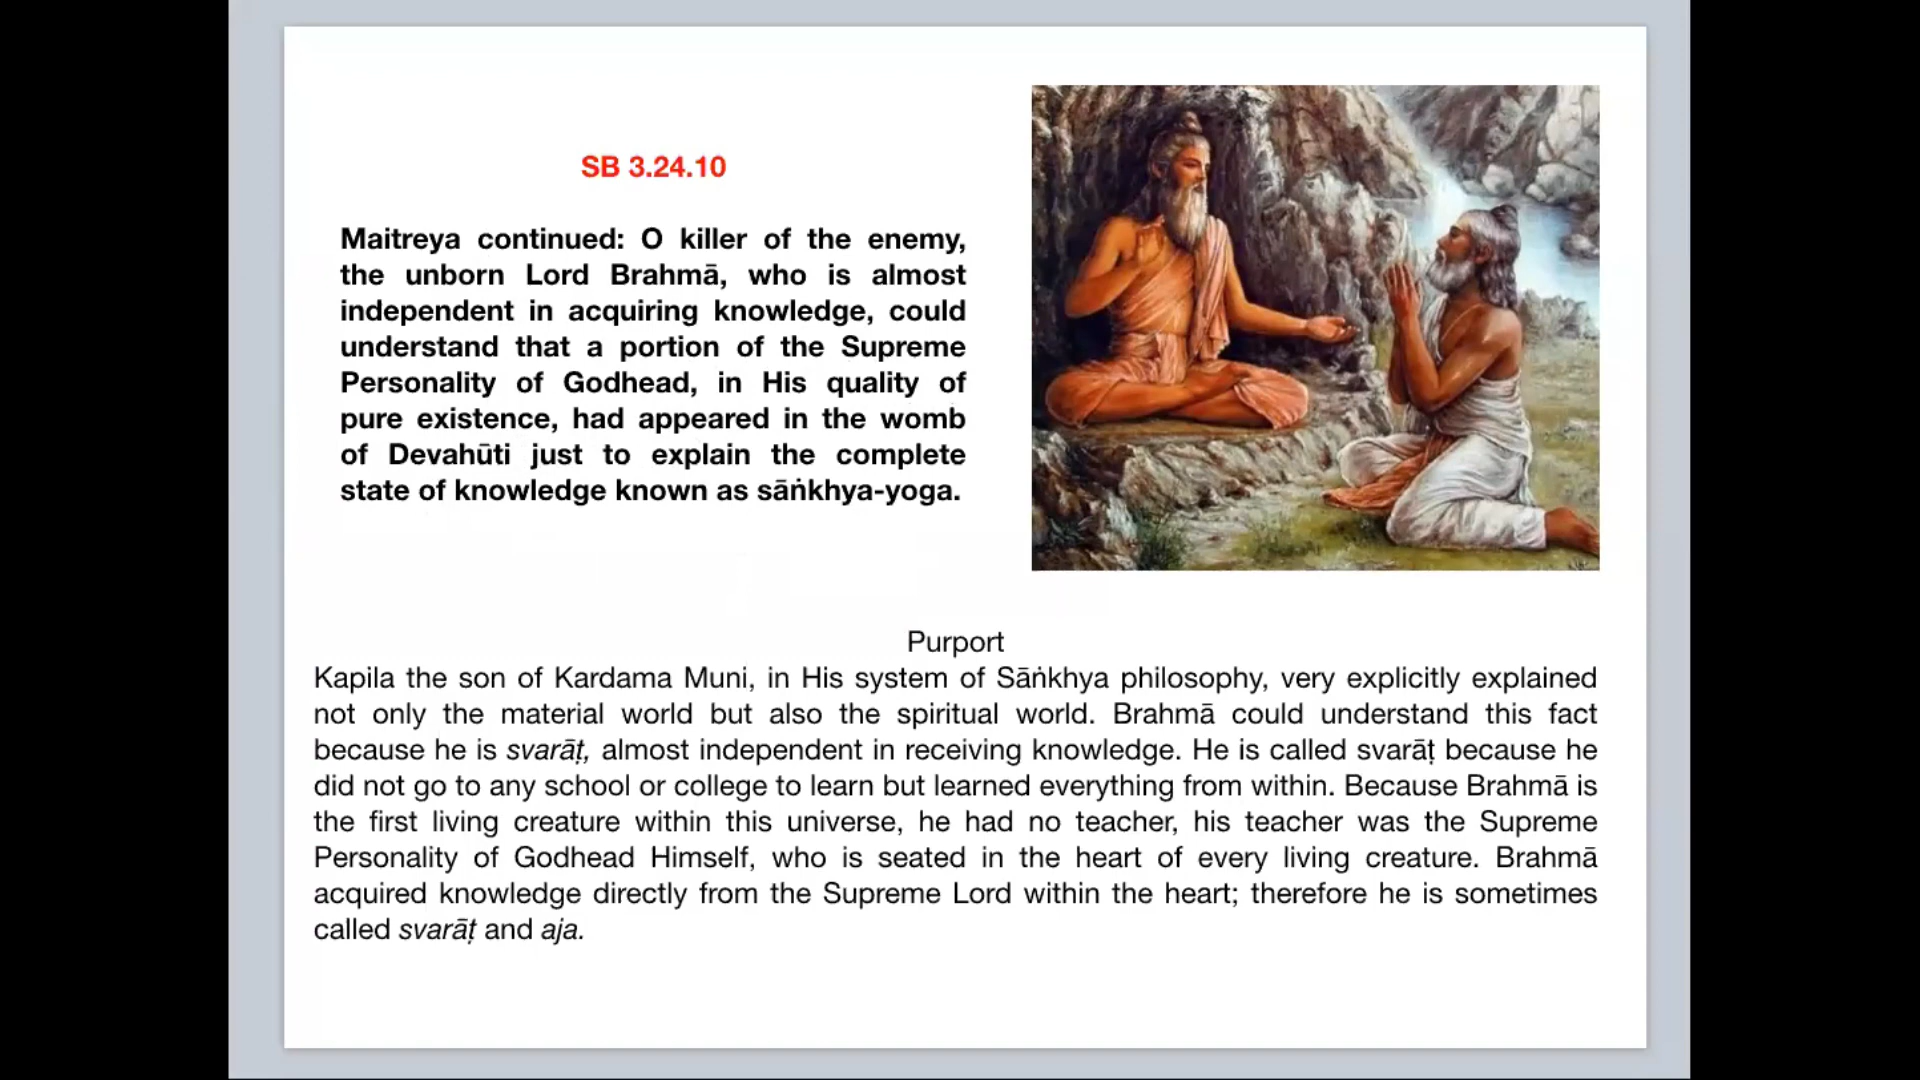 SB 3.24.10
Maitreya continued: O killer of the enemy,
the unborn Lord Brahmā, who is almost
independent in acquiring knowledge, could
understand that a portion of the Supreme
Personality of Godhead, in His quality of
pure existence, had appeared in the womb
of Devahūti just to explain the complete
state of knowledge known as sāṅkhya-yoga.
Purport
Kapila the son of Kardama Muni, in His system of Sāṅkhya philosophy, very explicitly explained
not only the material world but also the spiritual world. Brahmā could understand this fact
because he is svarāṭ, almost independent in receiving knowledge. He is called svarāṭ because he
did not go to any school or college to learn but learned everything from within. Because Brahmā is
the first living creature within this universe, he had no teacher, his teacher was the Supreme
Personality of Godhead Himself, who is seated in the heart of every living creature. Brahmā
acquired knowledge directly from the Supreme Lord within the heart; therefore he is sometimes
called svarāṭ and aja.